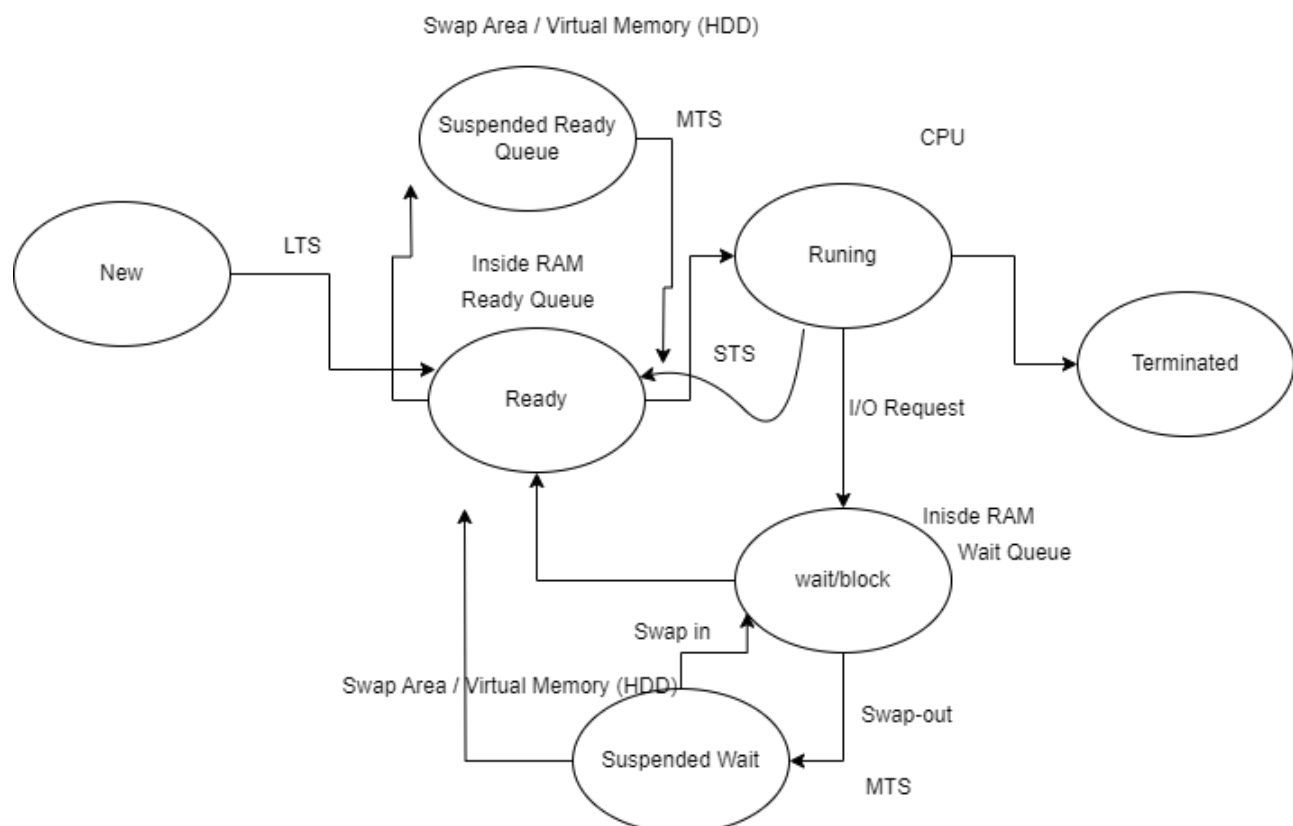 Swap Area / Virtual Memory (HDD)
Suspended Ready
Queue
MTS
CPU
New
LTS
Inside RAM
Ready Queue
Runing
Ready
STS
Terminated
I/O Request
Inisde RAM
Wait Queue
wait/block
Swap in
Swap Area / Virtual Memory (HDD)
Swap-out
Suspended Wait
MTS